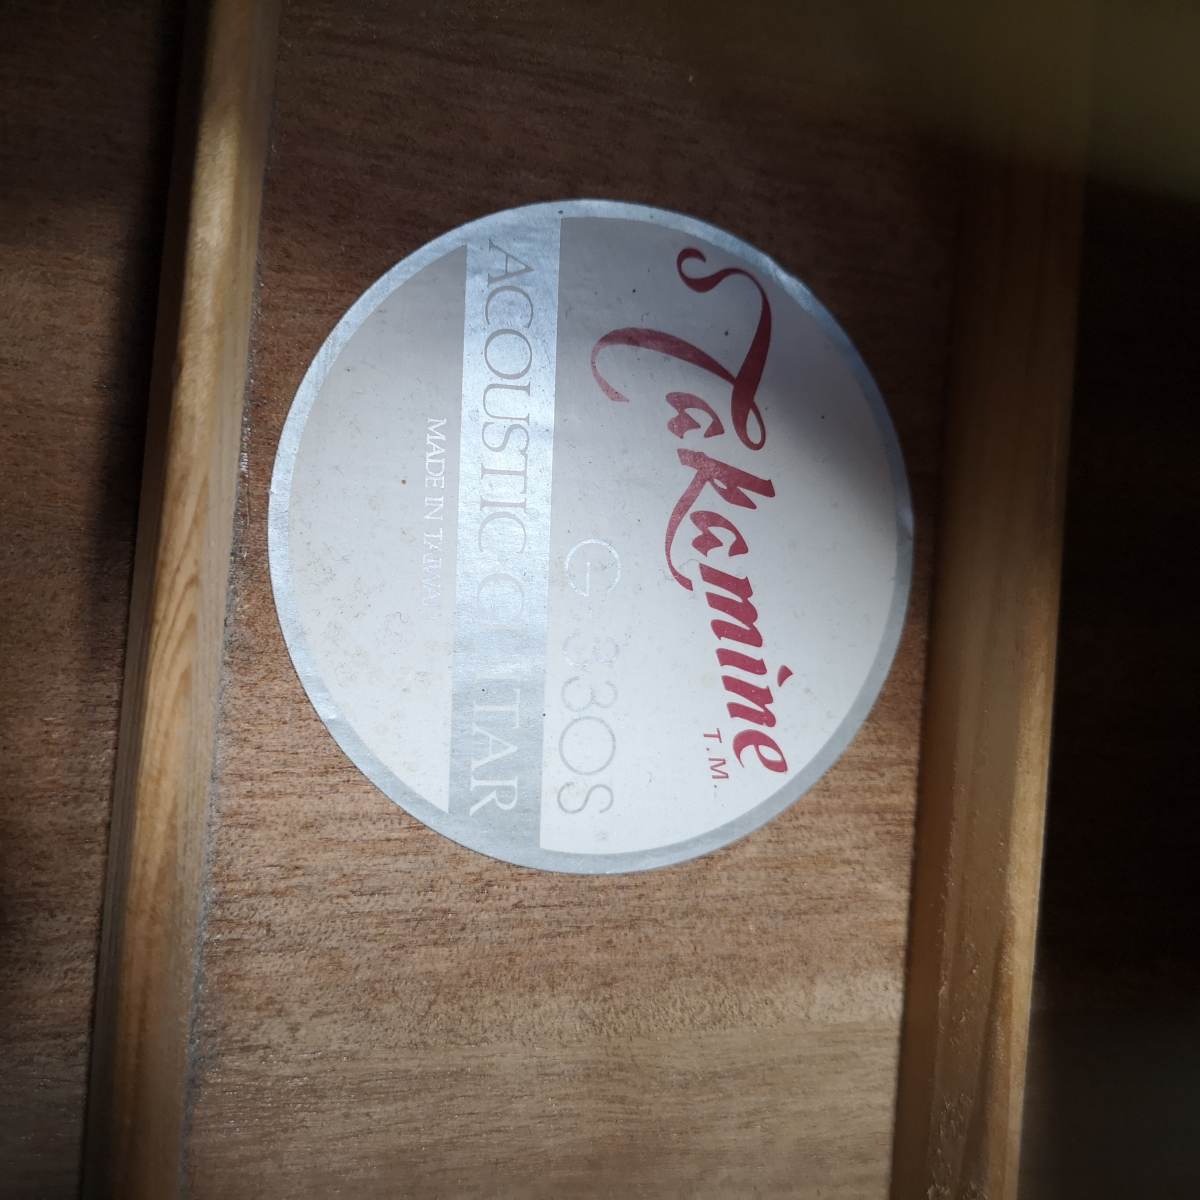 Takamine
T.M.
G-330S
ACOUSTIC GUITAR
MADE IN TAIWAN